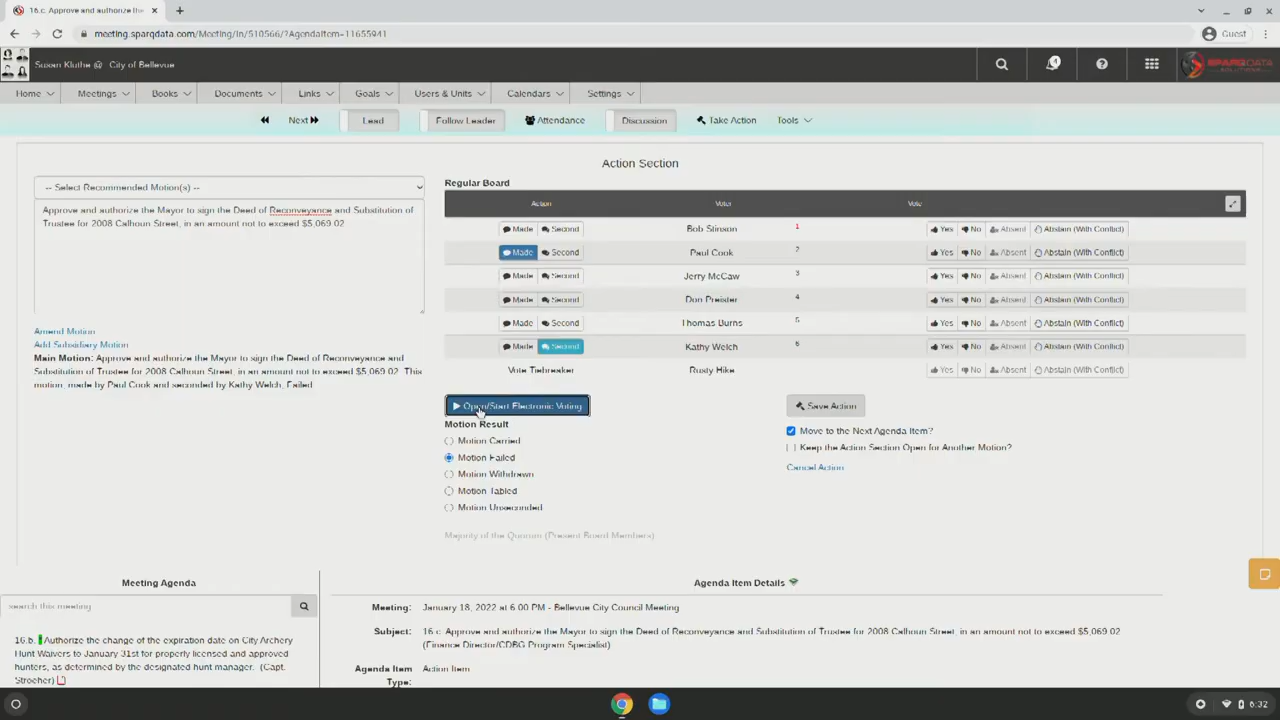 16.c. Approve and authorize the
meeting.sparqdata.com/Meeting/In/510566/?AgendaItem=11655941
Guest
Susan Kluthe @ City of Bellevue
SPARQDATA
SOLUTIONS
Home Meetings Books Documents Links Goals Users & Units Calendars Settings
Next Lead Follow Leader Attendance Discussion Take Action Tools
Action Section
-- Select Recommended Motion(s) --
Approve and authorize the Mayor to sign the Deed of Reconveyance and Substitution of
Trustee for 2008 Calhoun Street, in an amount not to exceed $5,069.02
Amend Motion
Add Subsidiary Motion
Main Motion: Approve and authorize the Mayor to sign the Deed of Reconveyance and
Substitution of Trustee for 2008 Calhoun Street, in an amount not to exceed $5,069.02 This
motion, made by Paul Cook and seconded by Kathy Welch, Failed.
Regular Board
Action Voter Vote
Made Second Bob Stinson 1 Yes No Absent Abstain (With Conflict)
Made Second Paul Cook 2 Yes No Absent Abstain (With Conflict)
Made Second Jerry McCaw 3 Yes No Absent Abstain (With Conflict)
Made Second Don Preister 4 Yes No Absent Abstain (With Conflict)
Made Second Thomas Burns 5 Yes No Absent Abstain (With Conflict)
Made Second Kathy Welch 6 Yes No Absent Abstain (With Conflict)
Vote Tiebreaker Rusty Hike Yes No Absent Abstain (With Conflict)
Open/Start Electronic Voting
Motion Result
Motion Carried
Motion Failed
Motion Withdrawn
Motion Tabled
Motion Unseconded
Majority of the Quorum (Present Board Members)
Save Action
Move to the Next Agenda Item?
Keep the Action Section Open for Another Motion?
Cancel Action
Meeting Agenda
search this meeting
16.b. Authorize the change of the expiration date on City Archery
Hunt Waivers to January 31st for properly licensed and approved
hunters, as determined by the designated hunt manager. (Capt.
Stroeher)
Agenda Item Details
Meeting: January 18, 2022 at 6:00 PM - Bellevue City Council Meeting
Subject: 16.c. Approve and authorize the Mayor to sign the Deed of Reconveyance and Substitution of Trustee for 2008 Calhoun Street, in an amount not to exceed $5,069.02
(Finance Director/CDBG Program Specialist)
Agenda Item Action Item
Type:
6:32